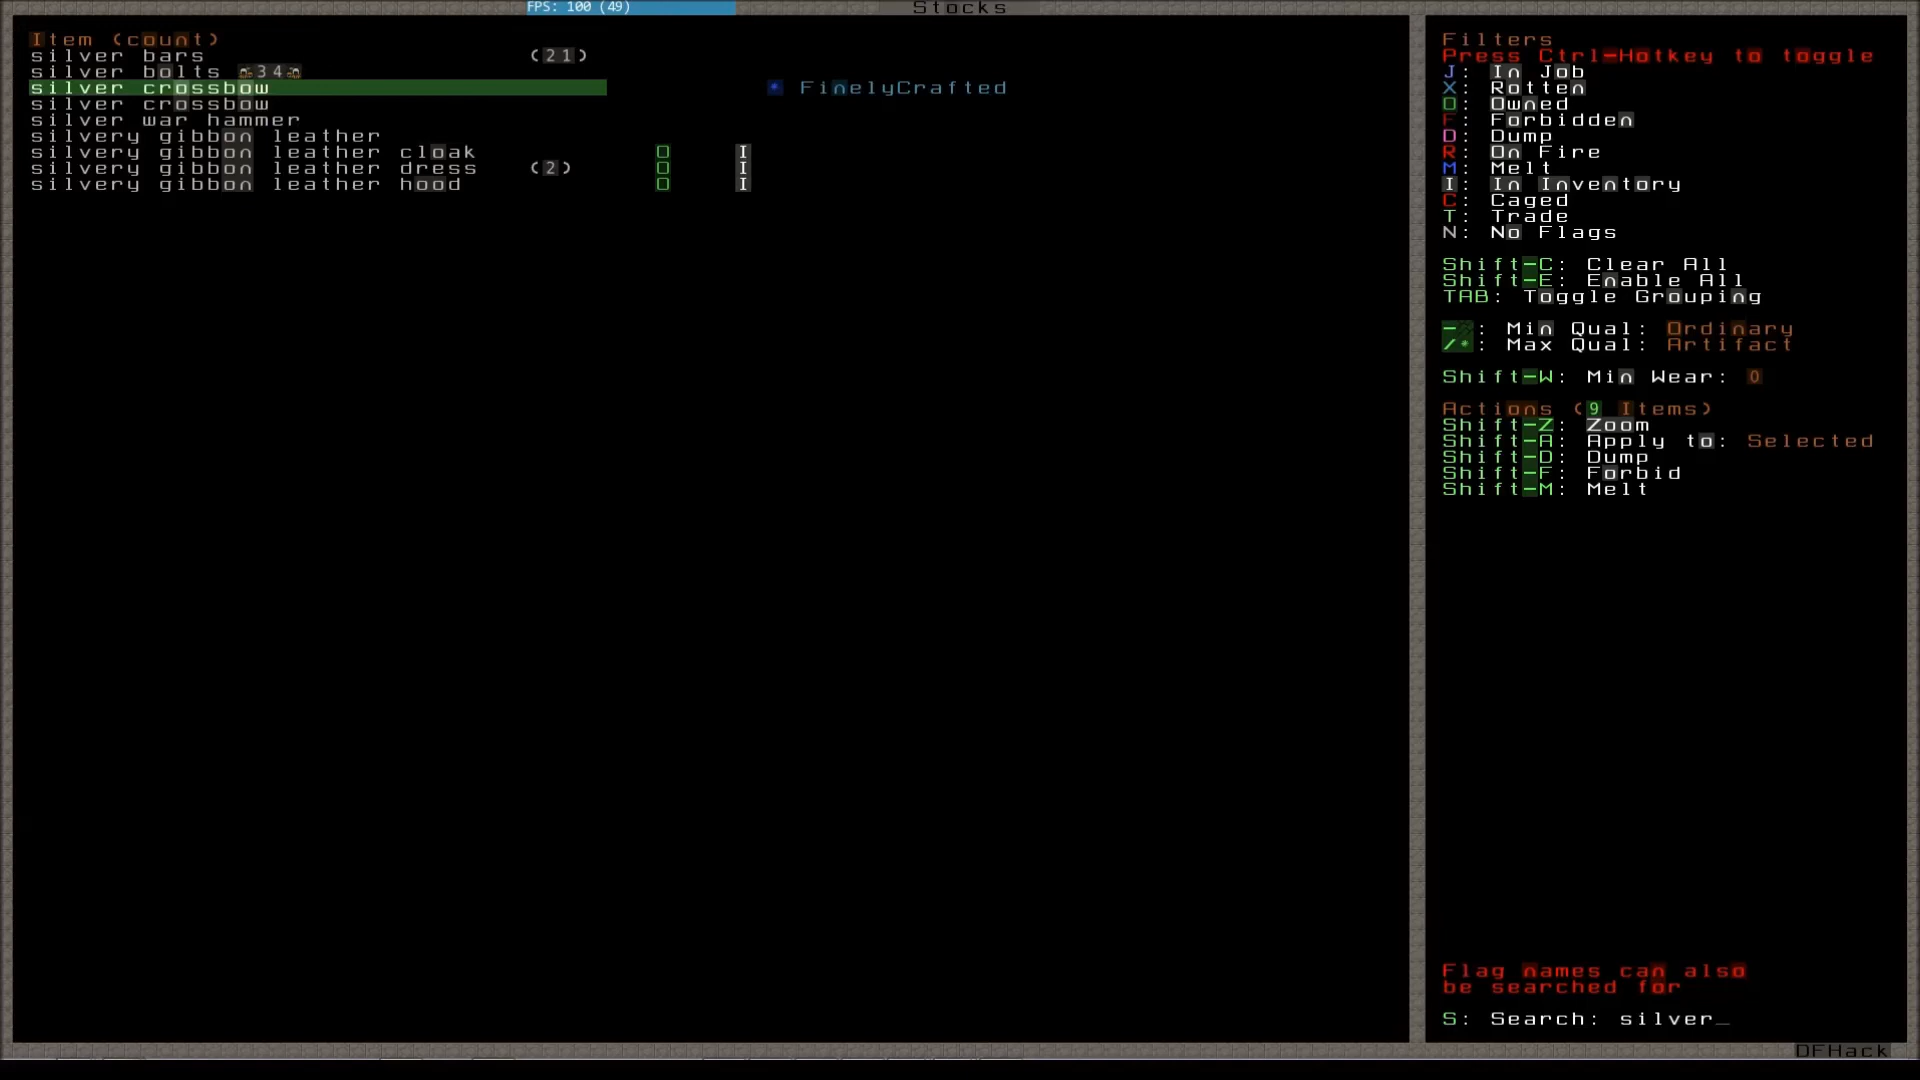 FPS: 100 (49)
Stocks
Item (count)
silver bars (21)
silver bolts 34
silver crossbow * FinelyCrafted
silver crossbow
silver war hammer
silvery gibbon leather
silvery gibbon leather cloak O I
silvery gibbon leather dress (2) O I
silvery gibbon leather hood O I
Filters
Press Ctrl-Hotkey to toggle
J: In Job
X: Rotten
O: Owned
F: Forbidden
D: Dump
R: On Fire
M: Melt
I: In Inventory
C: Caged
T: Trade
N: No Flags
Shift-C: Clear All
Shift-E: Enable All
TAB: Toggle Grouping
-: Min Qual: Ordinary
/*: Max Qual: Artifact
Shift-W: Min Wear: 0
Actions (9 Items)
Shift-Z: Zoom
Shift-A: Apply to: Selected
Shift-D: Dump
Shift-F: Forbid
Shift-M: Melt
Flag names can also
be searched for
S: Search: silver_
DFHack